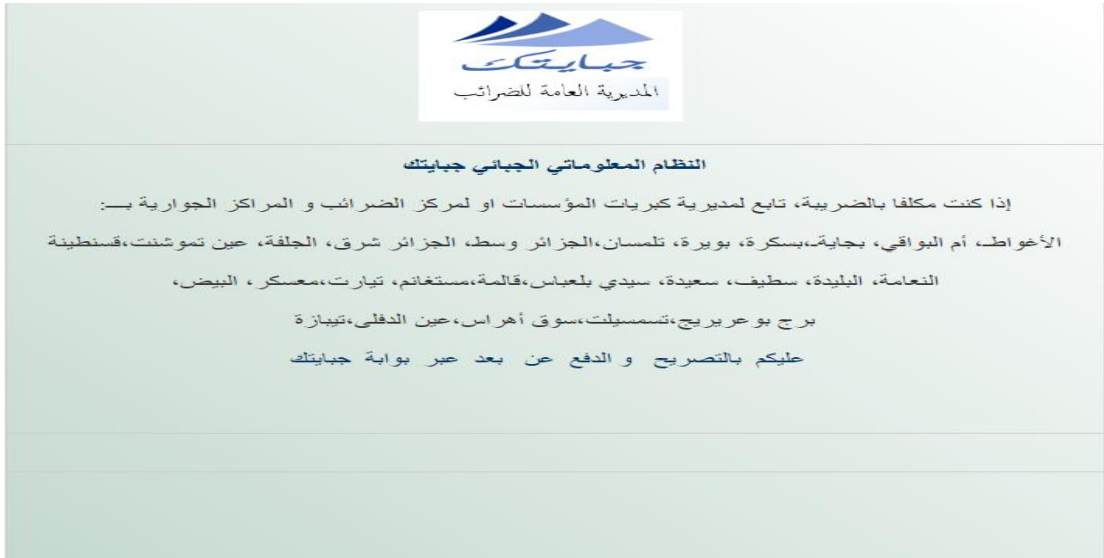 جبايتك
المديرية العامة للضرائب
النظام المعلوماتي الجبائي جبايتك
إذا كنت مكلفا بالضريبة، تابع لمديرية كبريات المؤسسات او لمركز الضرائب و المراكز الجوارية بـــ:
الأغواطـ، أم البواقي، بجايةـ،بسكرة، بويرة، تلمسان،الجزائر وسط، الجزائر شرق، الجلفة، عين تموشنت،قسنطينة
النعامة، البليدة، سطيف، سعيدة، سيدي بلعباس،قالمة،مستغانم، تيارت،معسكر، البيض،
برج بوعريريج،تسمسيلت،سوق أهراس،عين الدفلى،تيبازة
عليكم بالتصريح و الدفع عن بعد عبر بوابة جبايتك